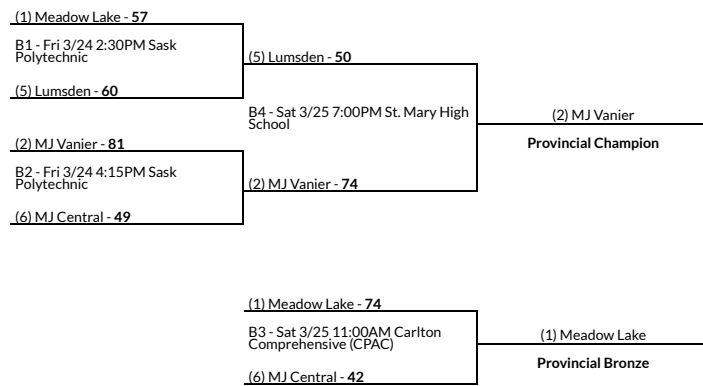 (1) Meadow Lake - 57
B1 - Fri 3/24 2:30PM Sask
Polytechnic
(5) Lumsden - 60
(5) Lumsden - 50
B4 - Sat 3/25 7:00PM St. Mary High
School
(2) MJ Vanier
Provincial Champion
(2) MJ Vanier - 81
B2 - Fri 3/24 4:15PM Sask
Polytechnic
(6) MJ Central - 49
(2) MJ Vanier - 74
(1) Meadow Lake - 74
B3 - Sat 3/25 11:00AM Carlton
Comprehensive (CPAC)
(6) MJ Central - 42
(1) Meadow Lake
Provincial Bronze